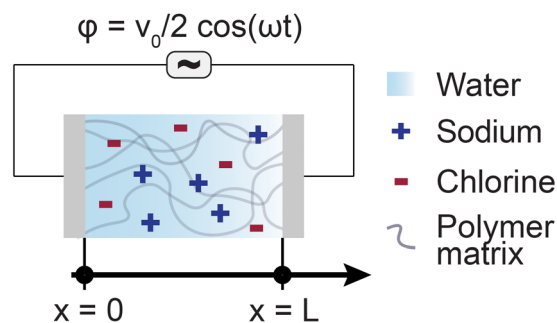 φ = v₀/2 cos(ωt)
~
Water
+ Sodium
- Chlorine
Polymer
matrix
x = 0
x = L